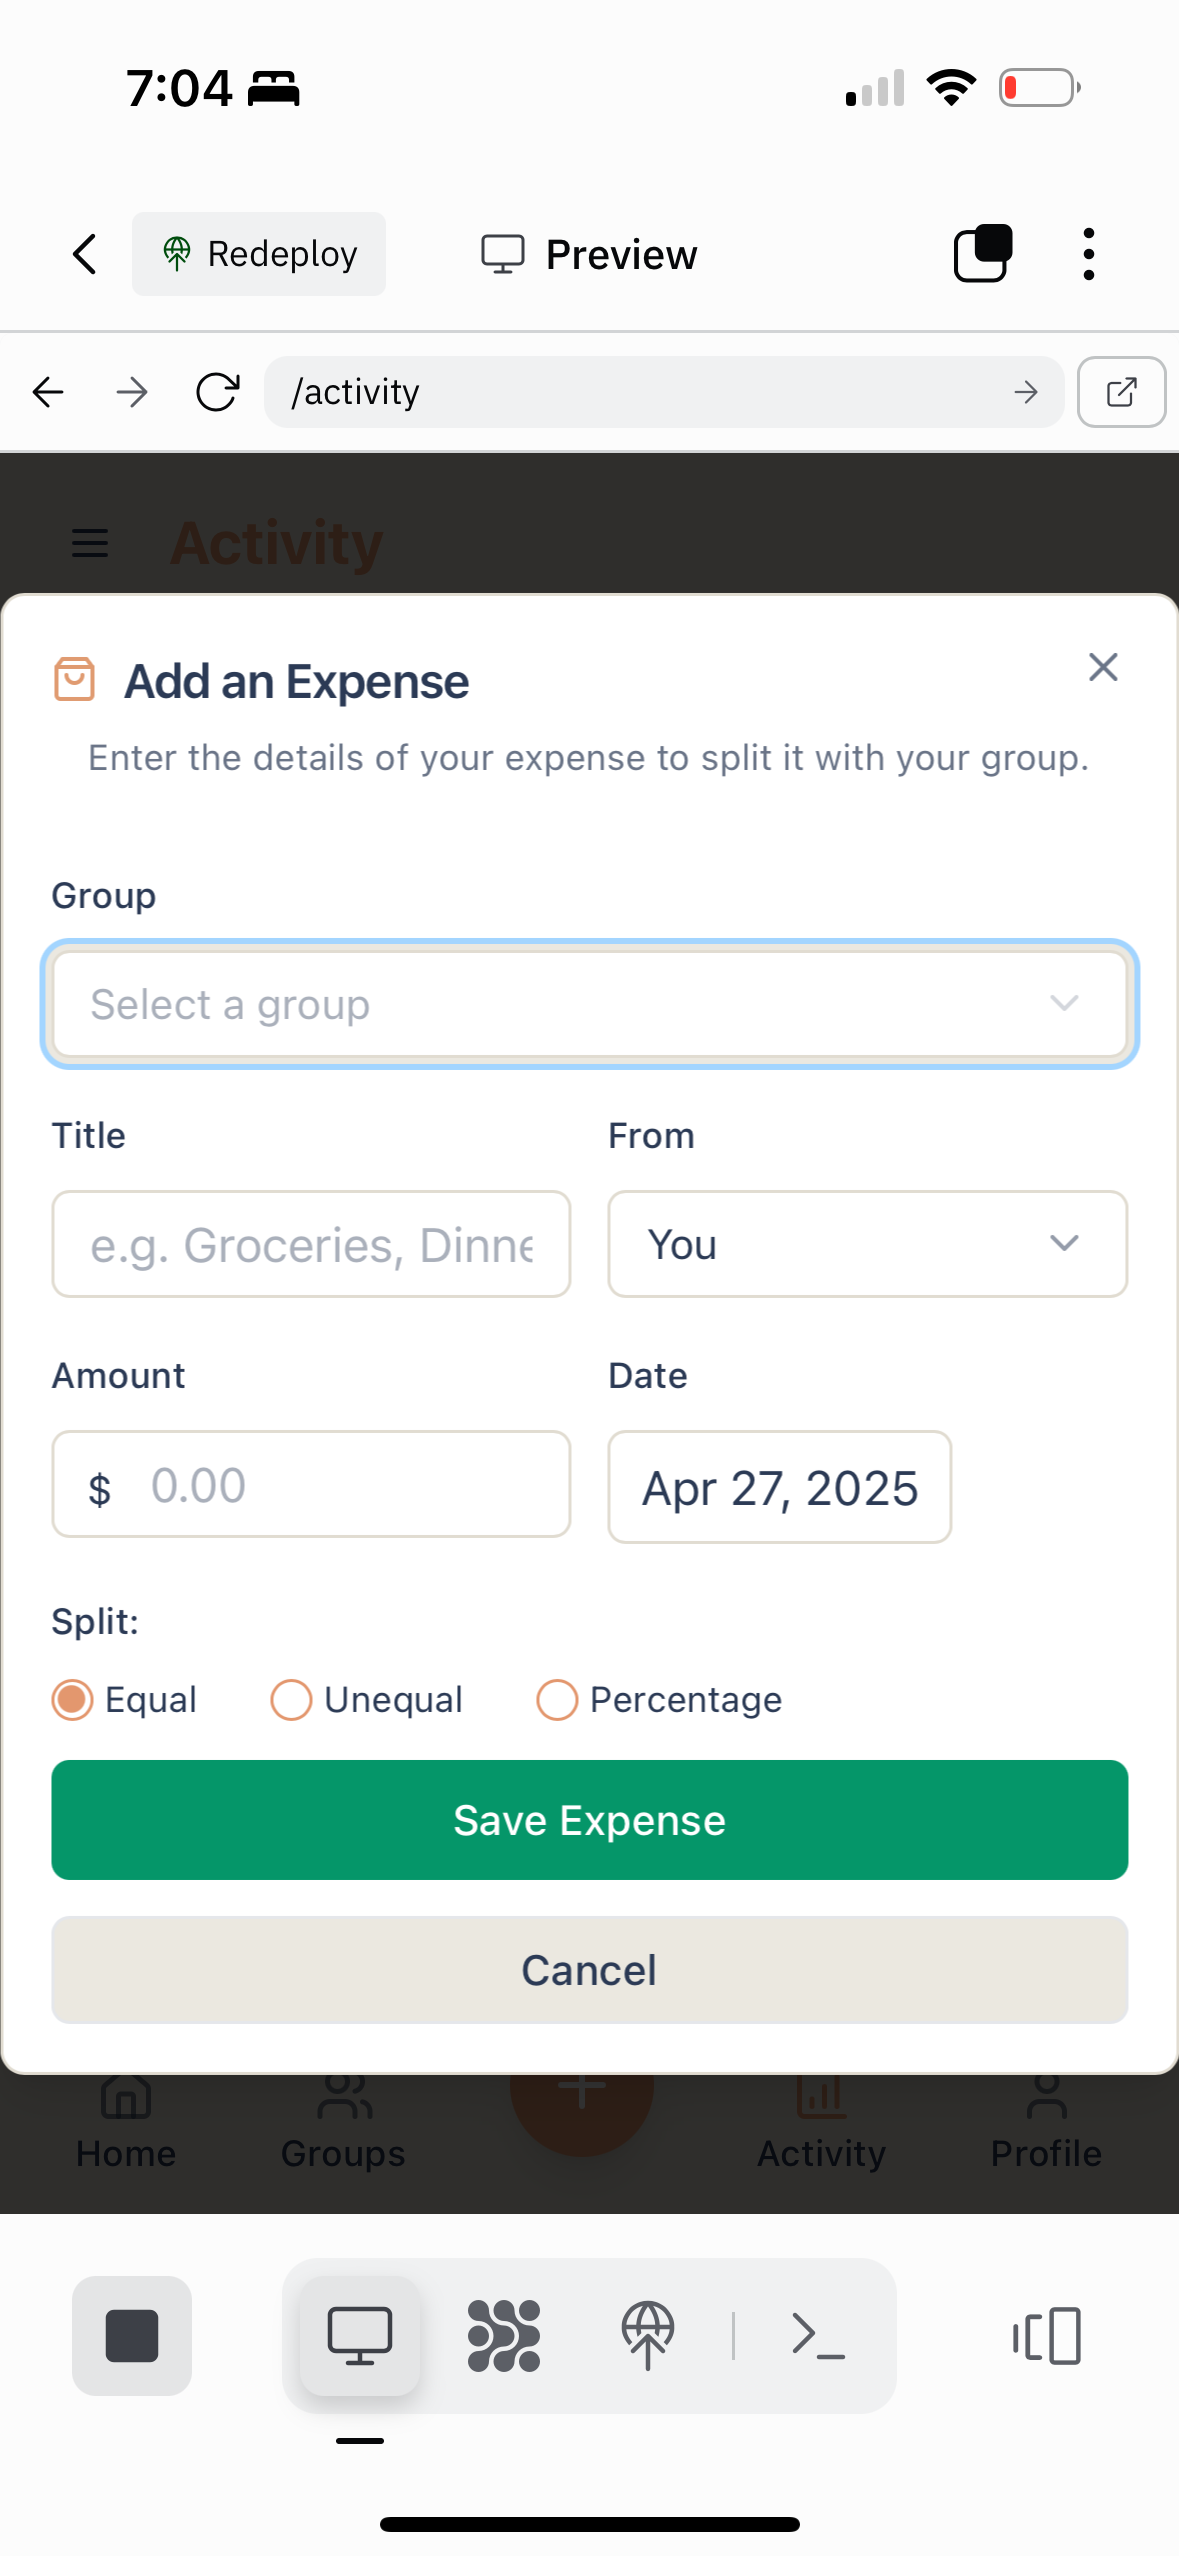 7:04
Redeploy
Preview
/activity
Activity
Add an Expense
Enter the details of your expense to split it with your group.
Group
Select a group
Title From
e.g. Groceries, Dinne You
Amount Date
$ 0.00 Apr 27, 2025
Split:
Equal Unequal Percentage
Save Expense
Cancel
Home Groups Activity Profile